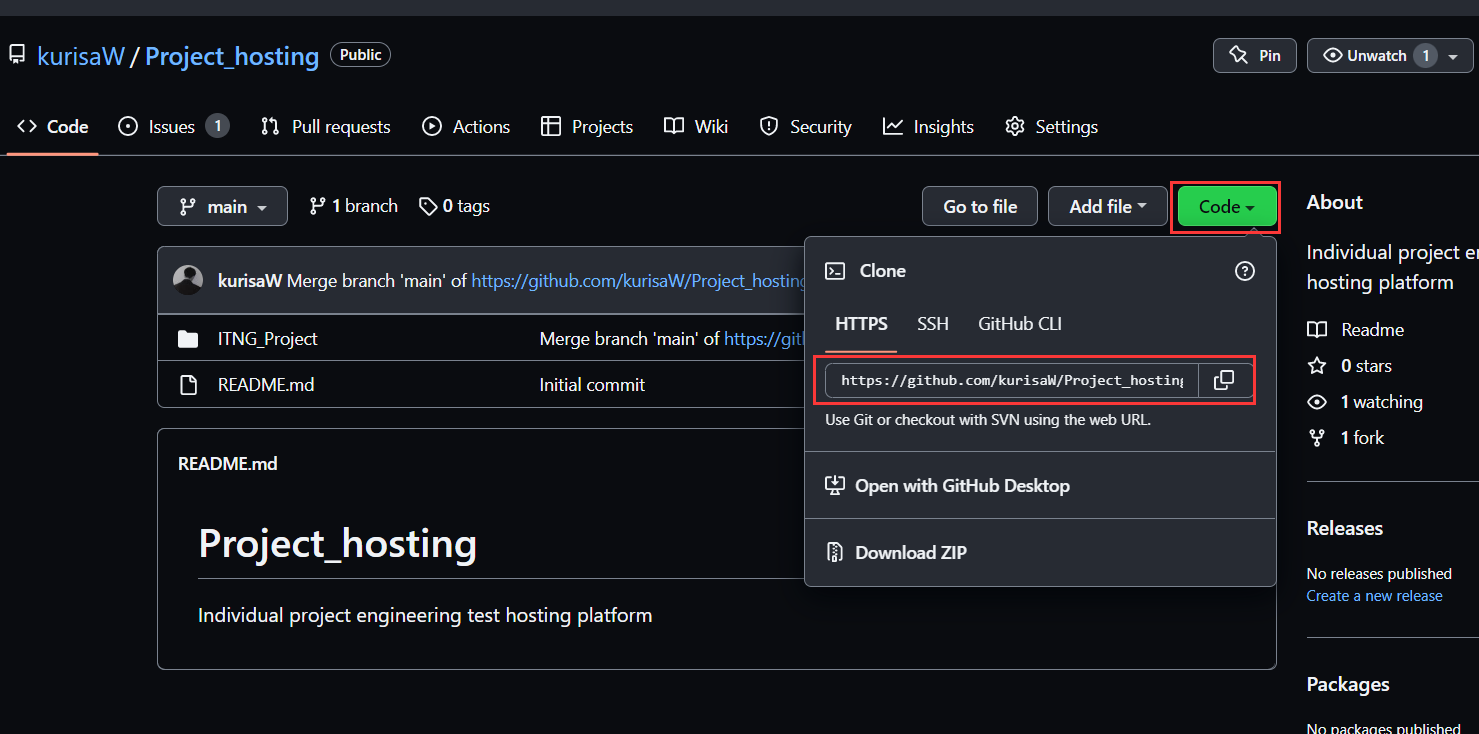 kurisaW / Project_hosting Public
Pin
Unwatch 1
Code
Issues 1
Pull requests
Actions
Projects
Wiki
Security
Insights
Settings
main
1 branch
0 tags
Go to file
Add file
Code
kurisaW Merge branch 'main' of https://github.com/kurisaW/Project_hosting
ITNG_Project
Merge branch 'main' of https://gitl
README.md
Initial commit
README.md
Project_hosting
Individual project engineering test hosting platform
Clone
HTTPS
SSH
GitHub CLI
https://github.com/kurisaW/Project_hosting
Use Git or checkout with SVN using the web URL.
Open with GitHub Desktop
Download ZIP
About
Individual project
hosting platform
Readme
0 stars
1 watching
1 fork
Releases
No releases published
Create a new release
Packages
No packages published